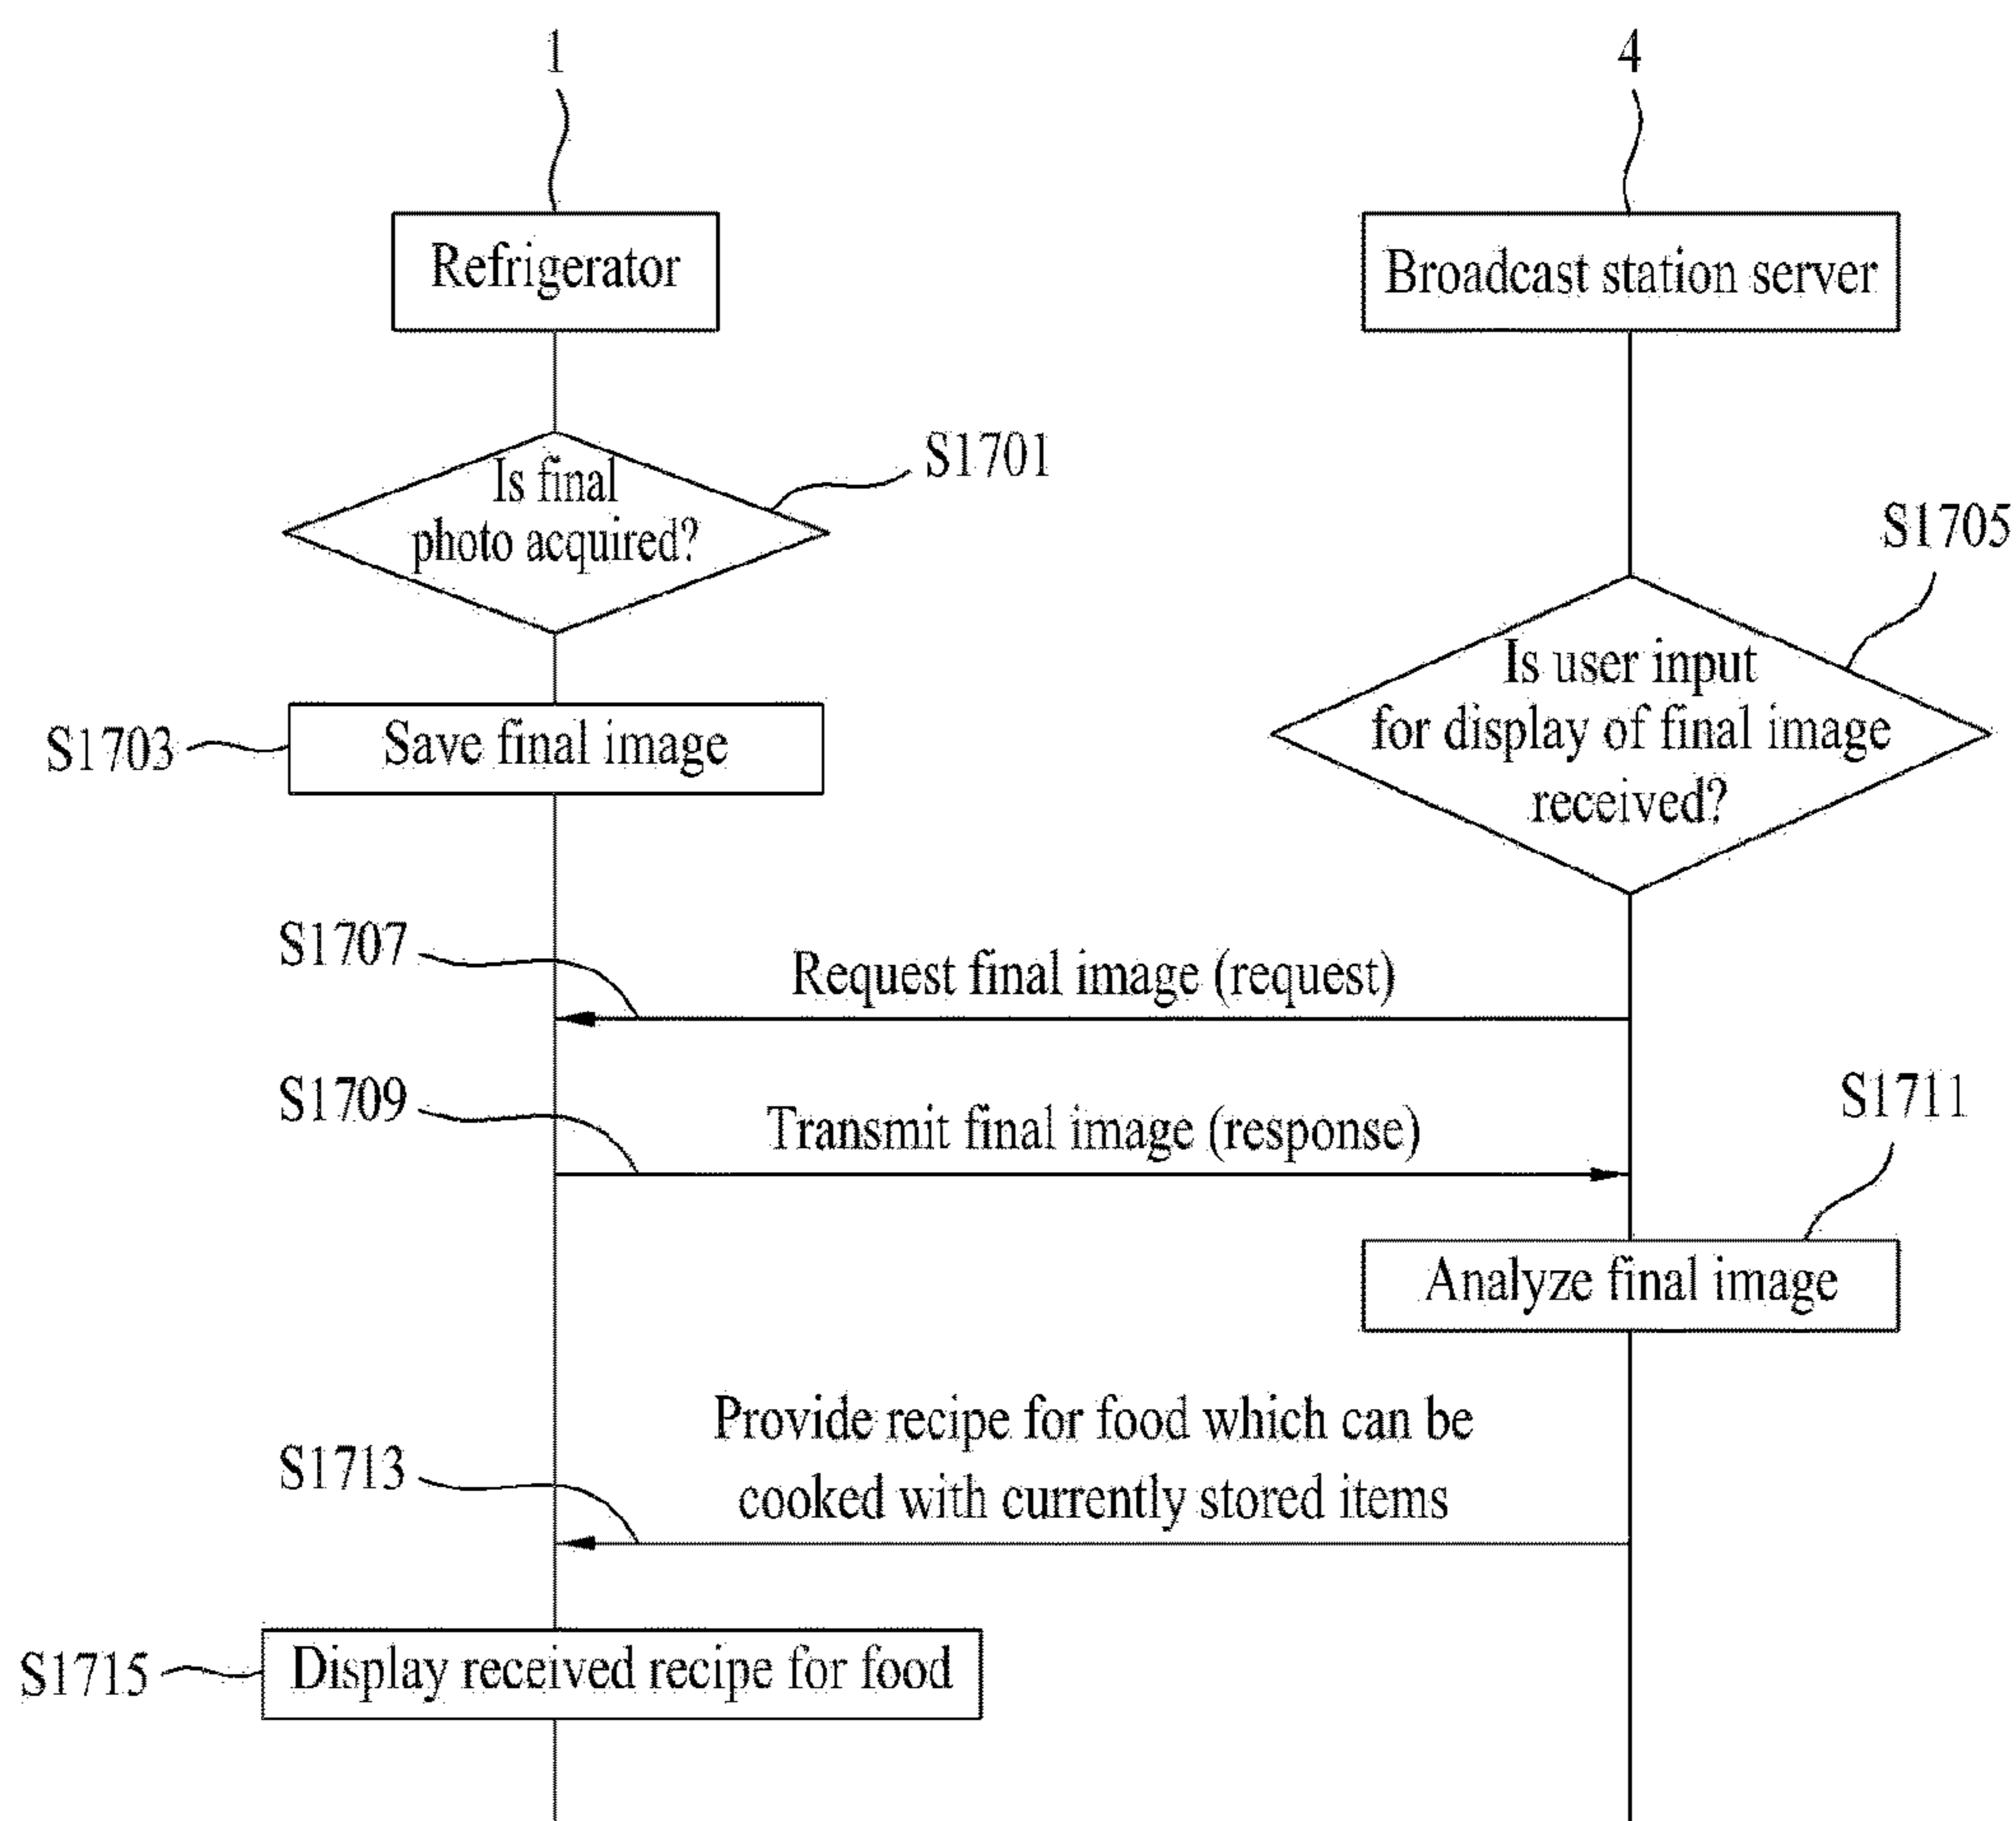 1
4
Refrigerator
Broadcast station server
Is final
photo acquired?
S1701
S1705
Is user input
for display of final image
received?
S1703
Save final image
S1707
Request final image (request)
S1709
Transmit final image (response)
S1711
Analyze final image
Provide recipe for food which can be
cooked with currently stored items
S1713
S1715
Display received recipe for food